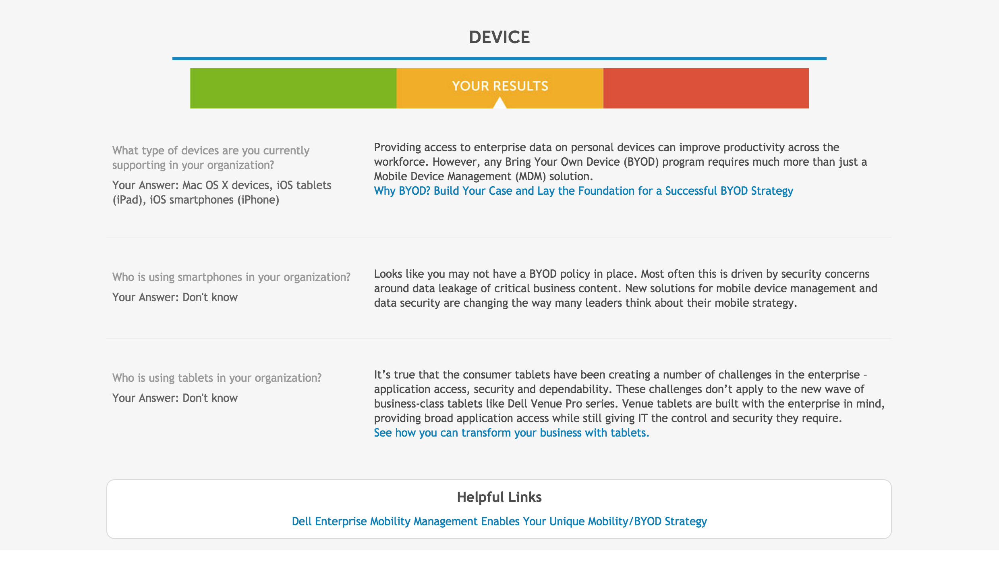 DEVICE
YOUR RESULTS
What type of devices are you currently
supporting in your organization?
Your Answer: Mac OS X devices, iOS tablets
(iPad), iOS smartphones (iPhone)
Providing access to enterprise data on personal devices can improve productivity across the
workforce. However, any Bring Your Own Device (BYOD) program requires much more than just a
Mobile Device Management (MDM) solution.
Why BYOD? Build Your Case and Lay the Foundation for a Successful BYOD Strategy
Who is using smartphones in your organization?
Your Answer: Don't know
Looks like you may not have a BYOD policy in place. Most often this is driven by security concerns
around data leakage of critical business content. New solutions for mobile device management and
data security are changing the way many leaders think about their mobile strategy.
Who is using tablets in your organization?
Your Answer: Don't know
It’s true that the consumer tablets have been creating a number of challenges in the enterprise –
application access, security and dependability. These challenges don’t apply to the new wave of
business-class tablets like Dell Venue Pro series. Venue tablets are built with the enterprise in mind,
providing broad application access while still giving IT the control and security they require.
See how you can transform your business with tablets.
Helpful Links
Dell Enterprise Mobility Management Enables Your Unique Mobility/BYOD Strategy